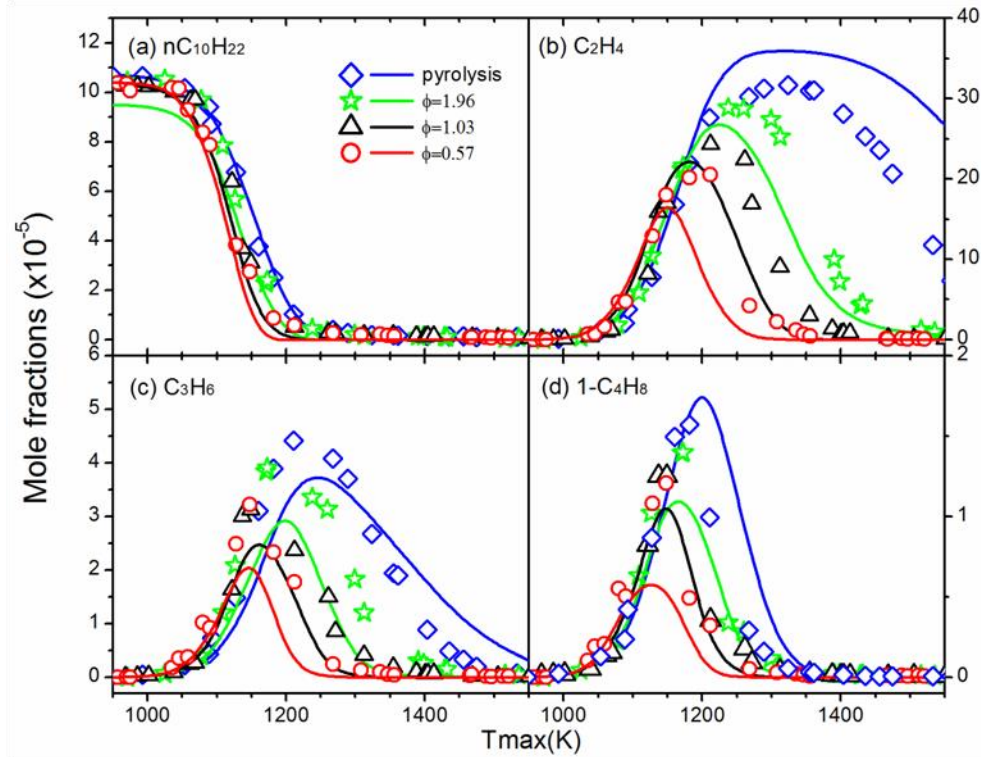 (a) nC₁₀H₂₂
(b) C₂H₄
pyrolysis
ϕ=1.96
ϕ=1.03
ϕ=0.57
12
10
8
6
4
2
0
40
30
20
10
0
(c) C₃H₆
(d) 1-C₄H₈
6
5
4
3
2
1
0
2
1
0
1000
1200
1400
1000
1200
1400
Mole fractions (x10⁻⁵)
Tmax(K)